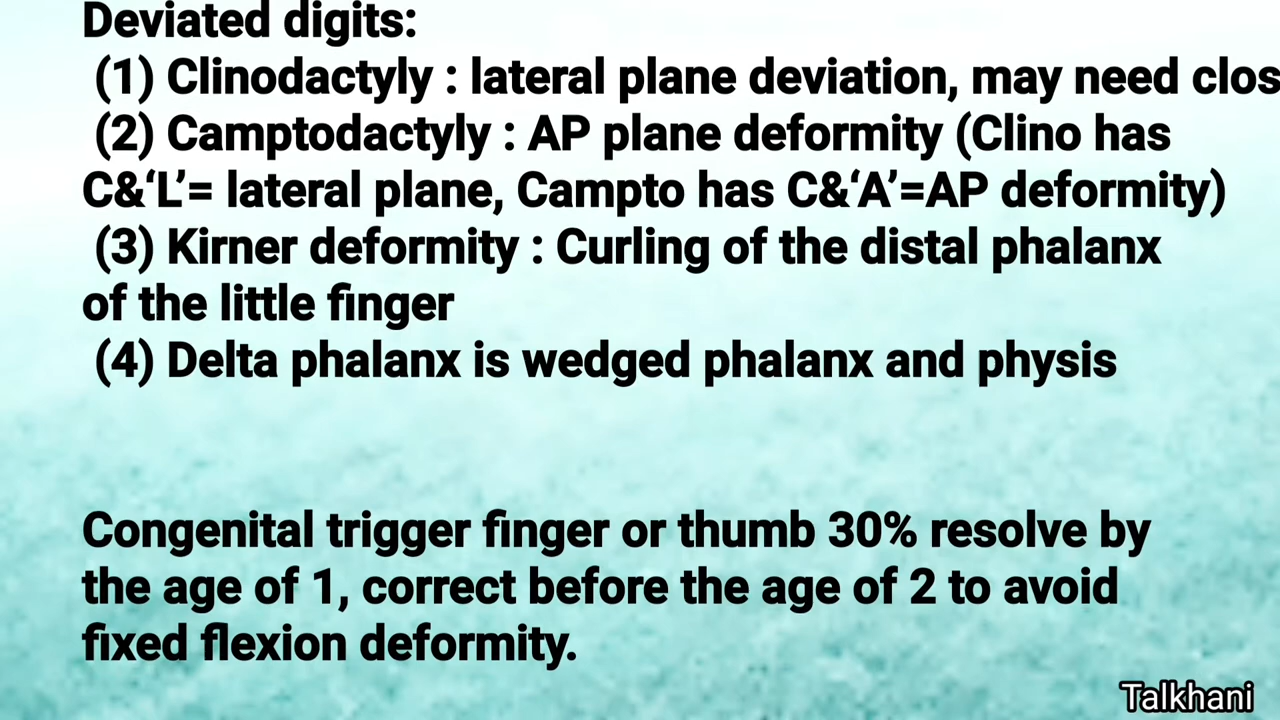 Deviated digits:
(1) Clinodactyly : lateral plane deviation, may need clos
(2) Camptodactyly : AP plane deformity (Clino has
C&‘L’= lateral plane, Campto has C&‘A’=AP deformity)
(3) Kirner deformity : Curling of the distal phalanx
of the little finger
(4) Delta phalanx is wedged phalanx and physis
Congenital trigger finger or thumb 30% resolve by
the age of 1, correct before the age of 2 to avoid
fixed flexion deformity.
Talkhani